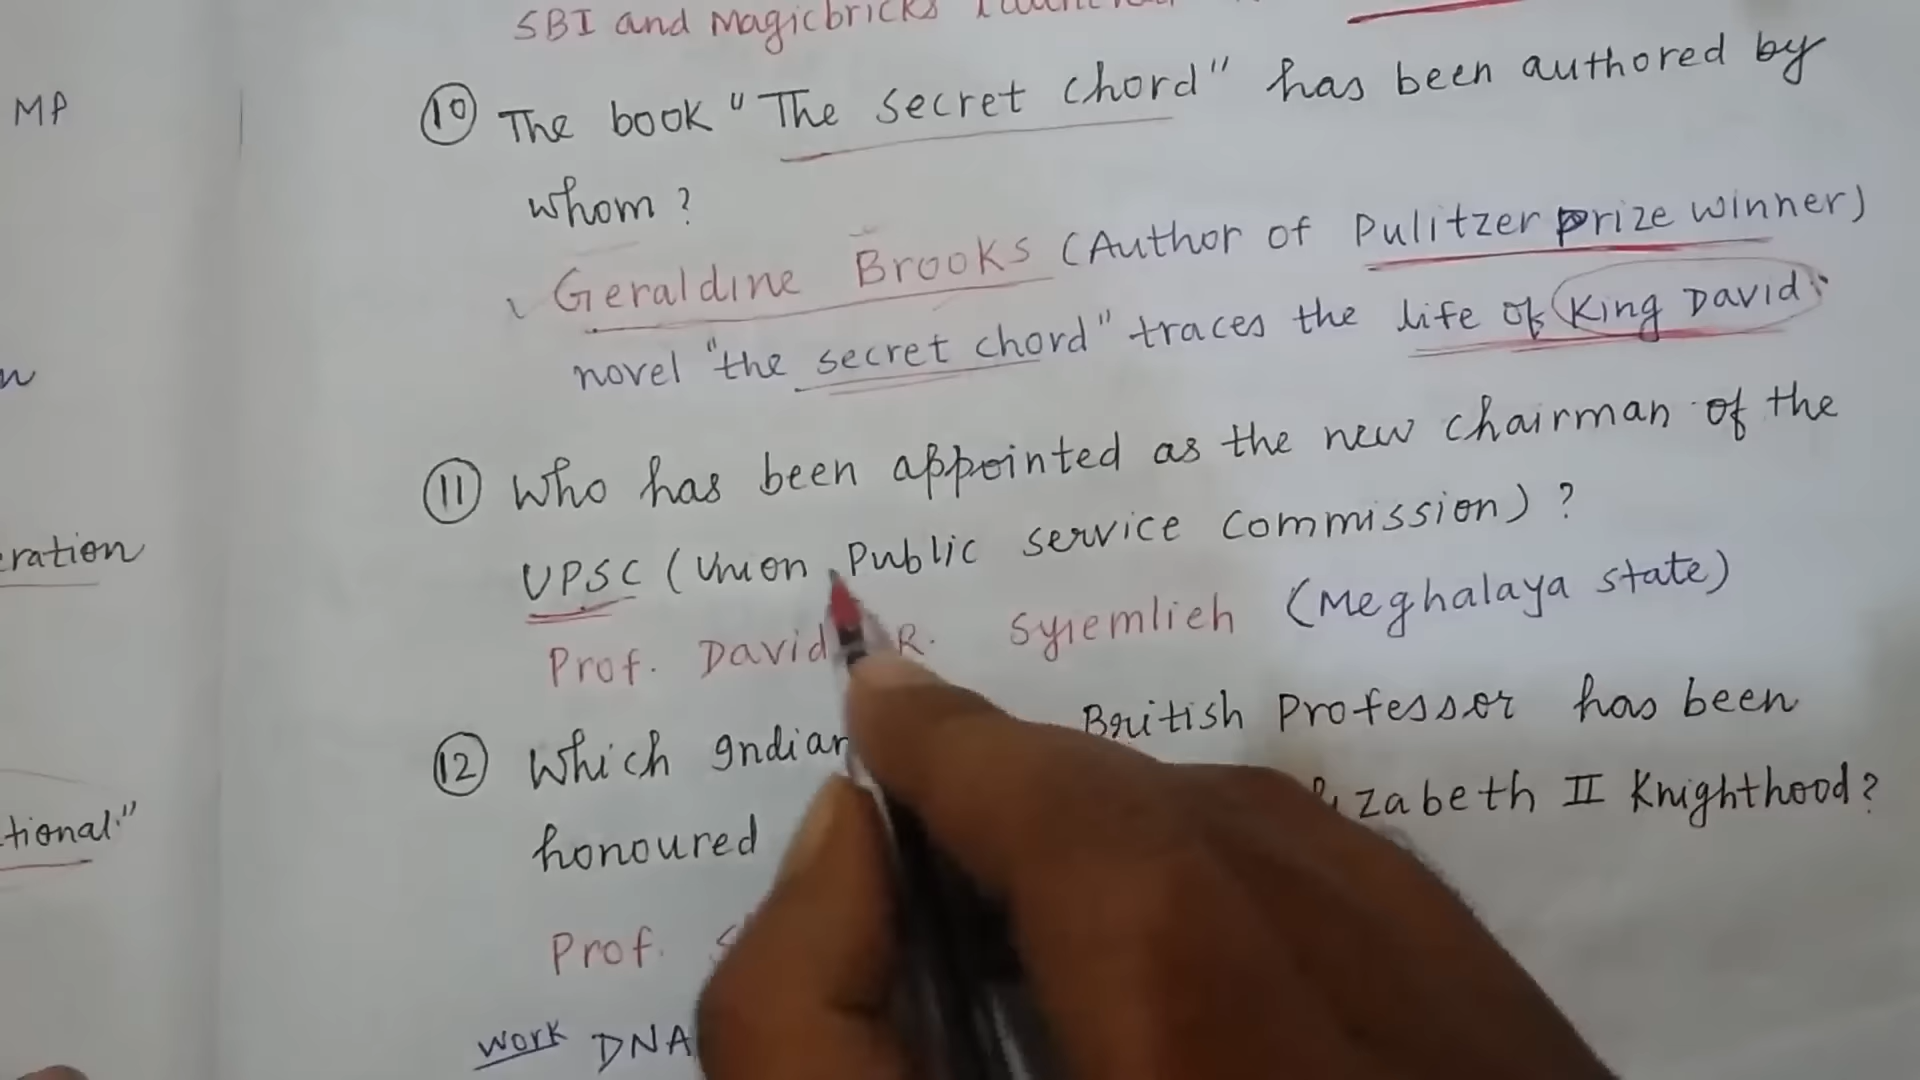 MP
n
eration
tional."
SBI and Magicbricks
10 The book "The secret chord" has been authored by
whom?
Geraldine Brooks (Author of Pulitzer prize winner)
novel "the secret chord" traces the life of King David.
11 Who has been appointed as the new chairman of the
UPSC (Union Public service Commission)?
Prof. David R. Syiemlieh (Meghalaya state)
12 Which Indian British Professor has been
honoured izabeth II Knighthood?
Prof. S
Work DNA